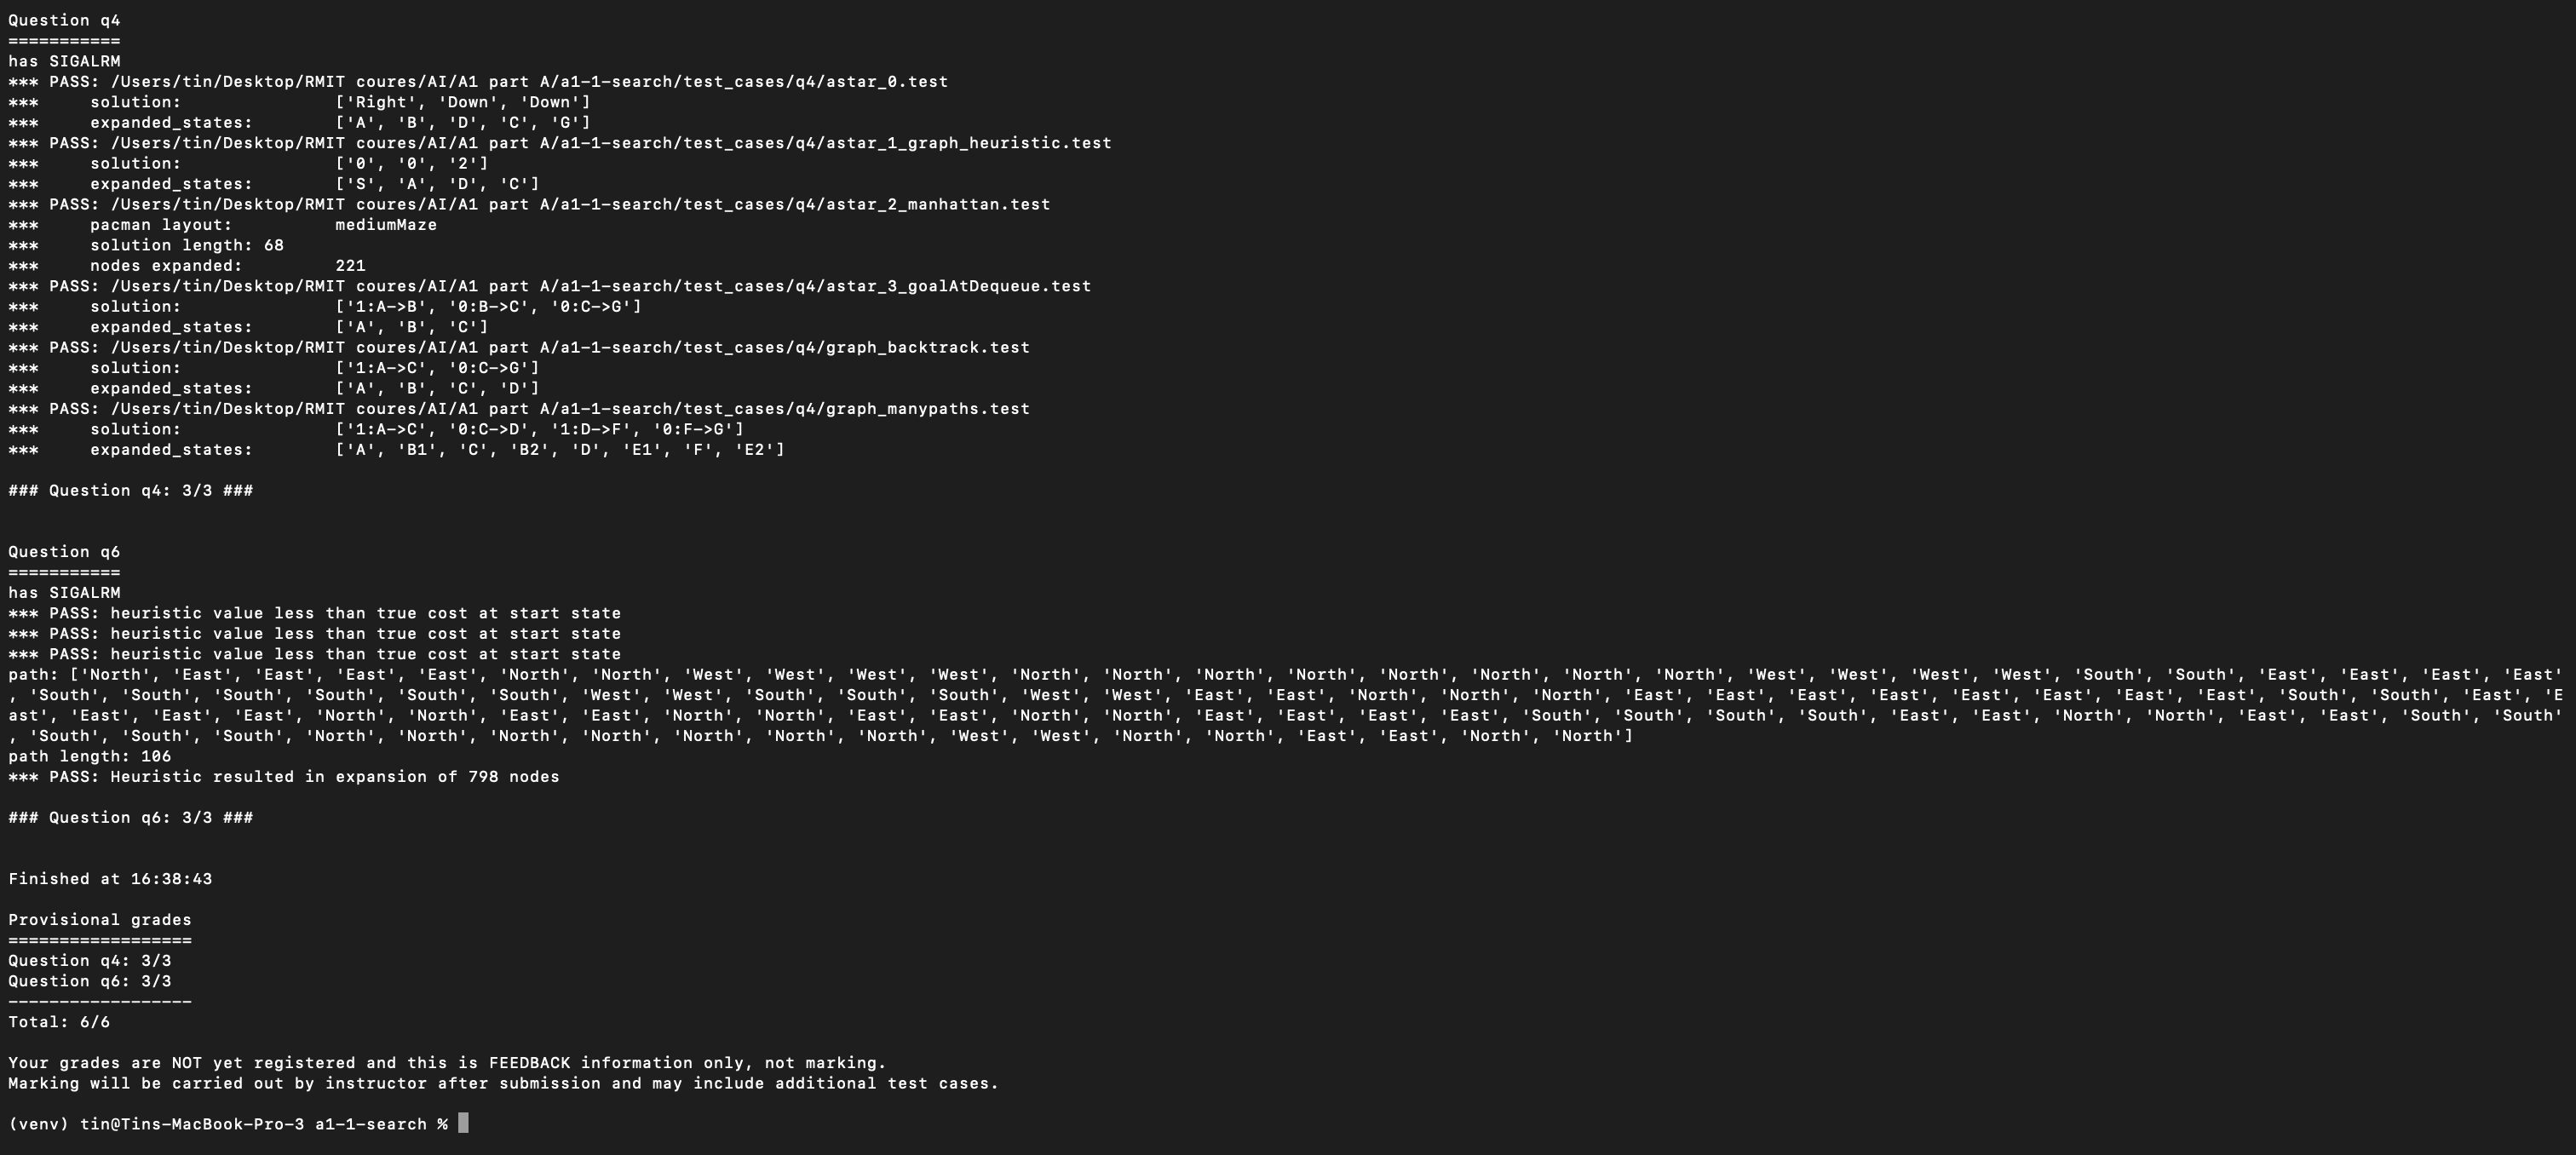 Question q4
===========
has SIGALRM
*** PASS: /Users/tin/Desktop/RMIT coures/AI/A1 part A/a1-1-search/test_cases/q4/astar_0.test
***     solution:               ['Right', 'Down', 'Down']
***     expanded_states:        ['A', 'B', 'D', 'C', 'G']
*** PASS: /Users/tin/Desktop/RMIT coures/AI/A1 part A/a1-1-search/test_cases/q4/astar_1_graph_heuristic.test
***     solution:               ['0', '0', '2']
***     expanded_states:        ['S', 'A', 'D', 'C']
*** PASS: /Users/tin/Desktop/RMIT coures/AI/A1 part A/a1-1-search/test_cases/q4/astar_2_manhattan.test
***     pacman layout:          mediumMaze
***     solution length: 68
***     nodes expanded:         221
*** PASS: /Users/tin/Desktop/RMIT coures/AI/A1 part A/a1-1-search/test_cases/q4/astar_3_goalAtDequeue.test
***     solution:               ['1:A->B', '0:B->C', '0:C->G']
***     expanded_states:        ['A', 'B', 'C']
*** PASS: /Users/tin/Desktop/RMIT coures/AI/A1 part A/a1-1-search/test_cases/q4/graph_backtrack.test
***     solution:               ['1:A->C', '0:C->G']
***     expanded_states:        ['A', 'B', 'C', 'D']
*** PASS: /Users/tin/Desktop/RMIT coures/AI/A1 part A/a1-1-search/test_cases/q4/graph_manypaths.test
***     solution:               ['1:A->C', '0:C->D', '1:D->F', '0:F->G']
***     expanded_states:        ['A', 'B1', 'C', 'B2', 'D', 'E1', 'F', 'E2']
### Question q4: 3/3 ###
Question q6
===========
has SIGALRM
*** PASS: heuristic value less than true cost at start state
*** PASS: heuristic value less than true cost at start state
*** PASS: heuristic value less than true cost at start state
path: ['North', 'East', 'East', 'East', 'East', 'North', 'North', 'West', 'West', 'West', 'West', 'North', 'North', 'North', 'North', 'North', 'North', 'North', 'North', 'West', 'West', 'West', 'West', 'South', 'South', 'East', 'East', 'East', 'East'
, 'South', 'South', 'South', 'South', 'South', 'South', 'West', 'West', 'South', 'South', 'South', 'West', 'West', 'East', 'East', 'North', 'North', 'North', 'East', 'East', 'East', 'East', 'East', 'East', 'East', 'East', 'South', 'South', 'East', 'E
ast', 'East', 'East', 'East', 'North', 'North', 'East', 'East', 'North', 'North', 'East', 'East', 'North', 'North', 'East', 'East', 'East', 'East', 'South', 'South', 'South', 'South', 'East', 'East', 'North', 'North', 'East', 'East', 'South', 'South'
, 'South', 'South', 'South', 'North', 'North', 'North', 'North', 'North', 'North', 'North', 'West', 'West', 'North', 'North', 'East', 'East', 'North', 'North']
path length: 106
*** PASS: Heuristic resulted in expansion of 798 nodes
### Question q6: 3/3 ###
Finished at 16:38:43
Provisional grades
==================
Question q4: 3/3
Question q6: 3/3
------------------
Total: 6/6
Your grades are NOT yet registered and this is FEEDBACK information only, not marking.
Marking will be carried out by instructor after submission and may include additional test cases.
(venv) tin@Tins-MacBook-Pro-3 a1-1-search %